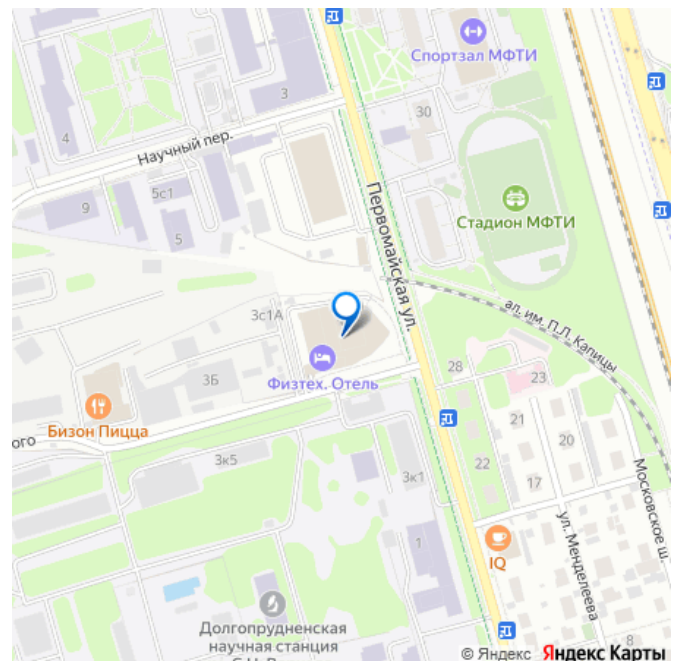 Спортзал МФТИ
3
30
4
Научный пер.
5с1
9
5
Стадион МФТИ
Первомайская ул.
ал. им. П.Л. Капицы
3с1А
Физтех. Отель
3Б
28
23
Бизон Пицца
ого
21
20
3к5
22
17
3к1
Московское ш.
ул. Менделеева
1
IQ
Долгопрудненская
научная станция
8
© Яндекс Яндекс Карты